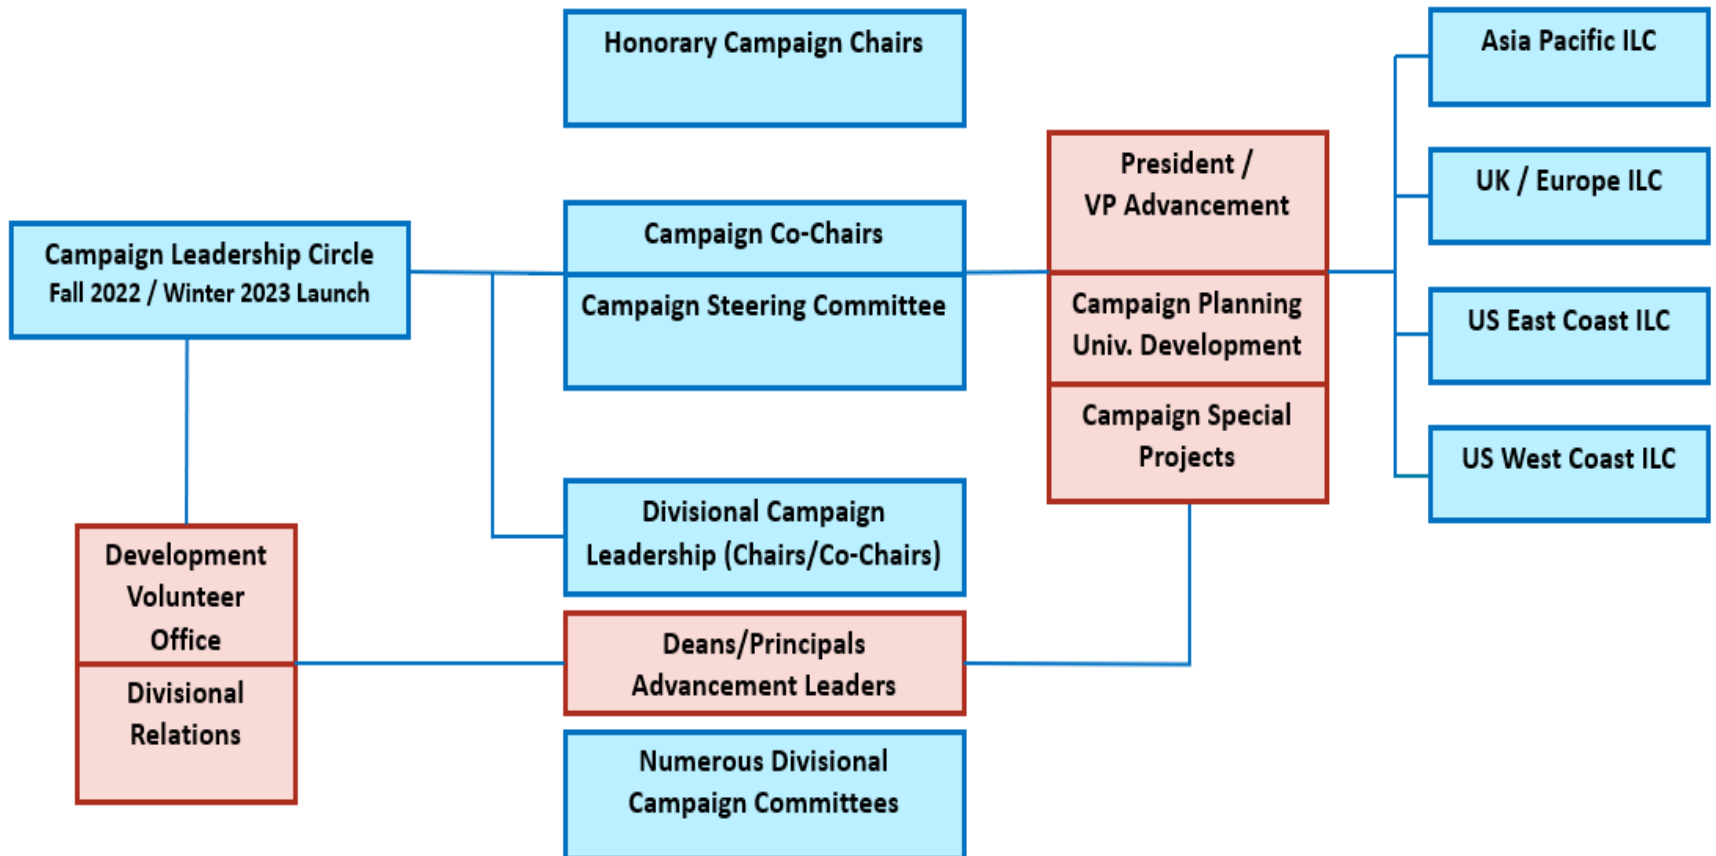 Honorary Campaign Chairs
Asia Pacific ILC
President /
VP Advancement
UK / Europe ILC
Campaign Leadership Circle
Fall 2022 / Winter 2023 Launch
Campaign Co-Chairs
Campaign Steering Committee
Campaign Planning
Univ. Development
US East Coast ILC
Campaign Special
Projects
US West Coast ILC
Divisional Campaign
Leadership (Chairs/Co-Chairs)
Development
Volunteer
Office
Divisional
Relations
Deans/Principals
Advancement Leaders
Numerous Divisional
Campaign Committees